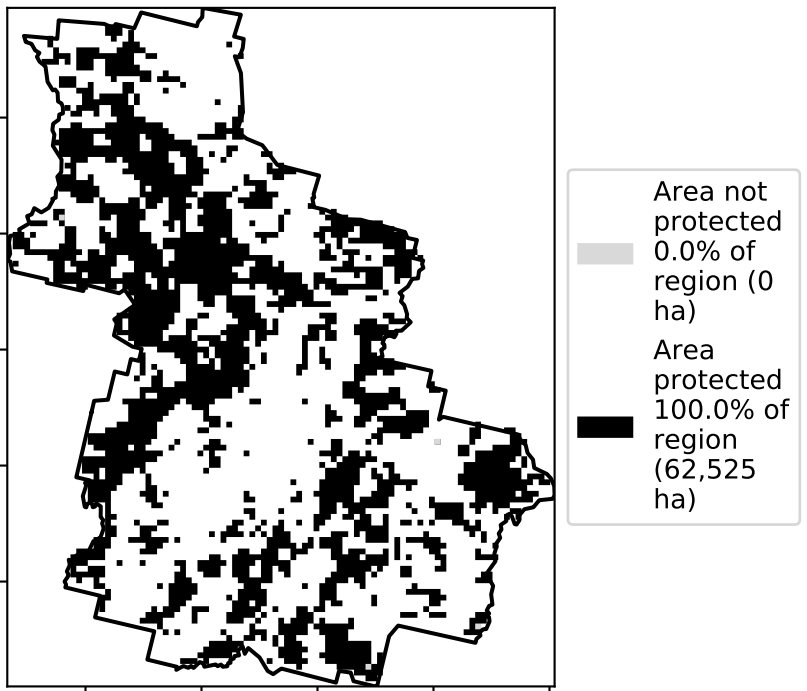 Area not
protected
0.0% of
region (0
ha)
Area
protected
100.0% of
region
(62,525
ha)